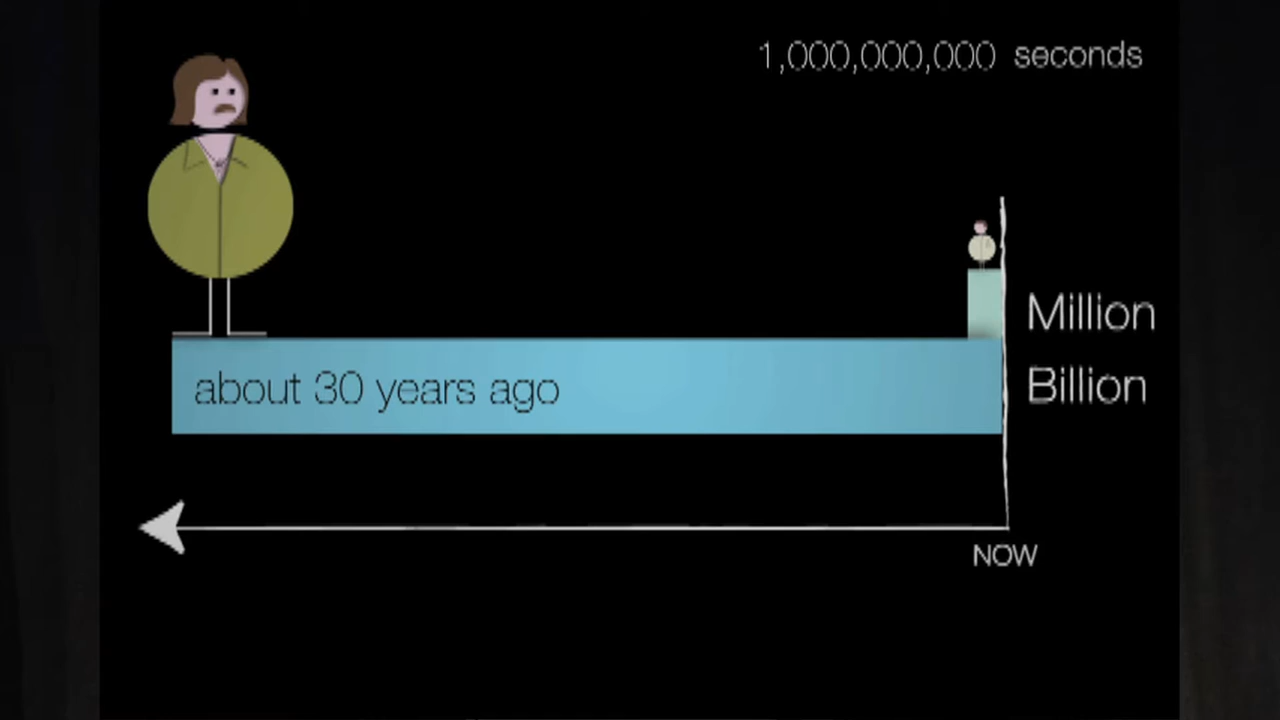 1,000,000,000 seconds
Million
about 30 years ago
Billion
NOW